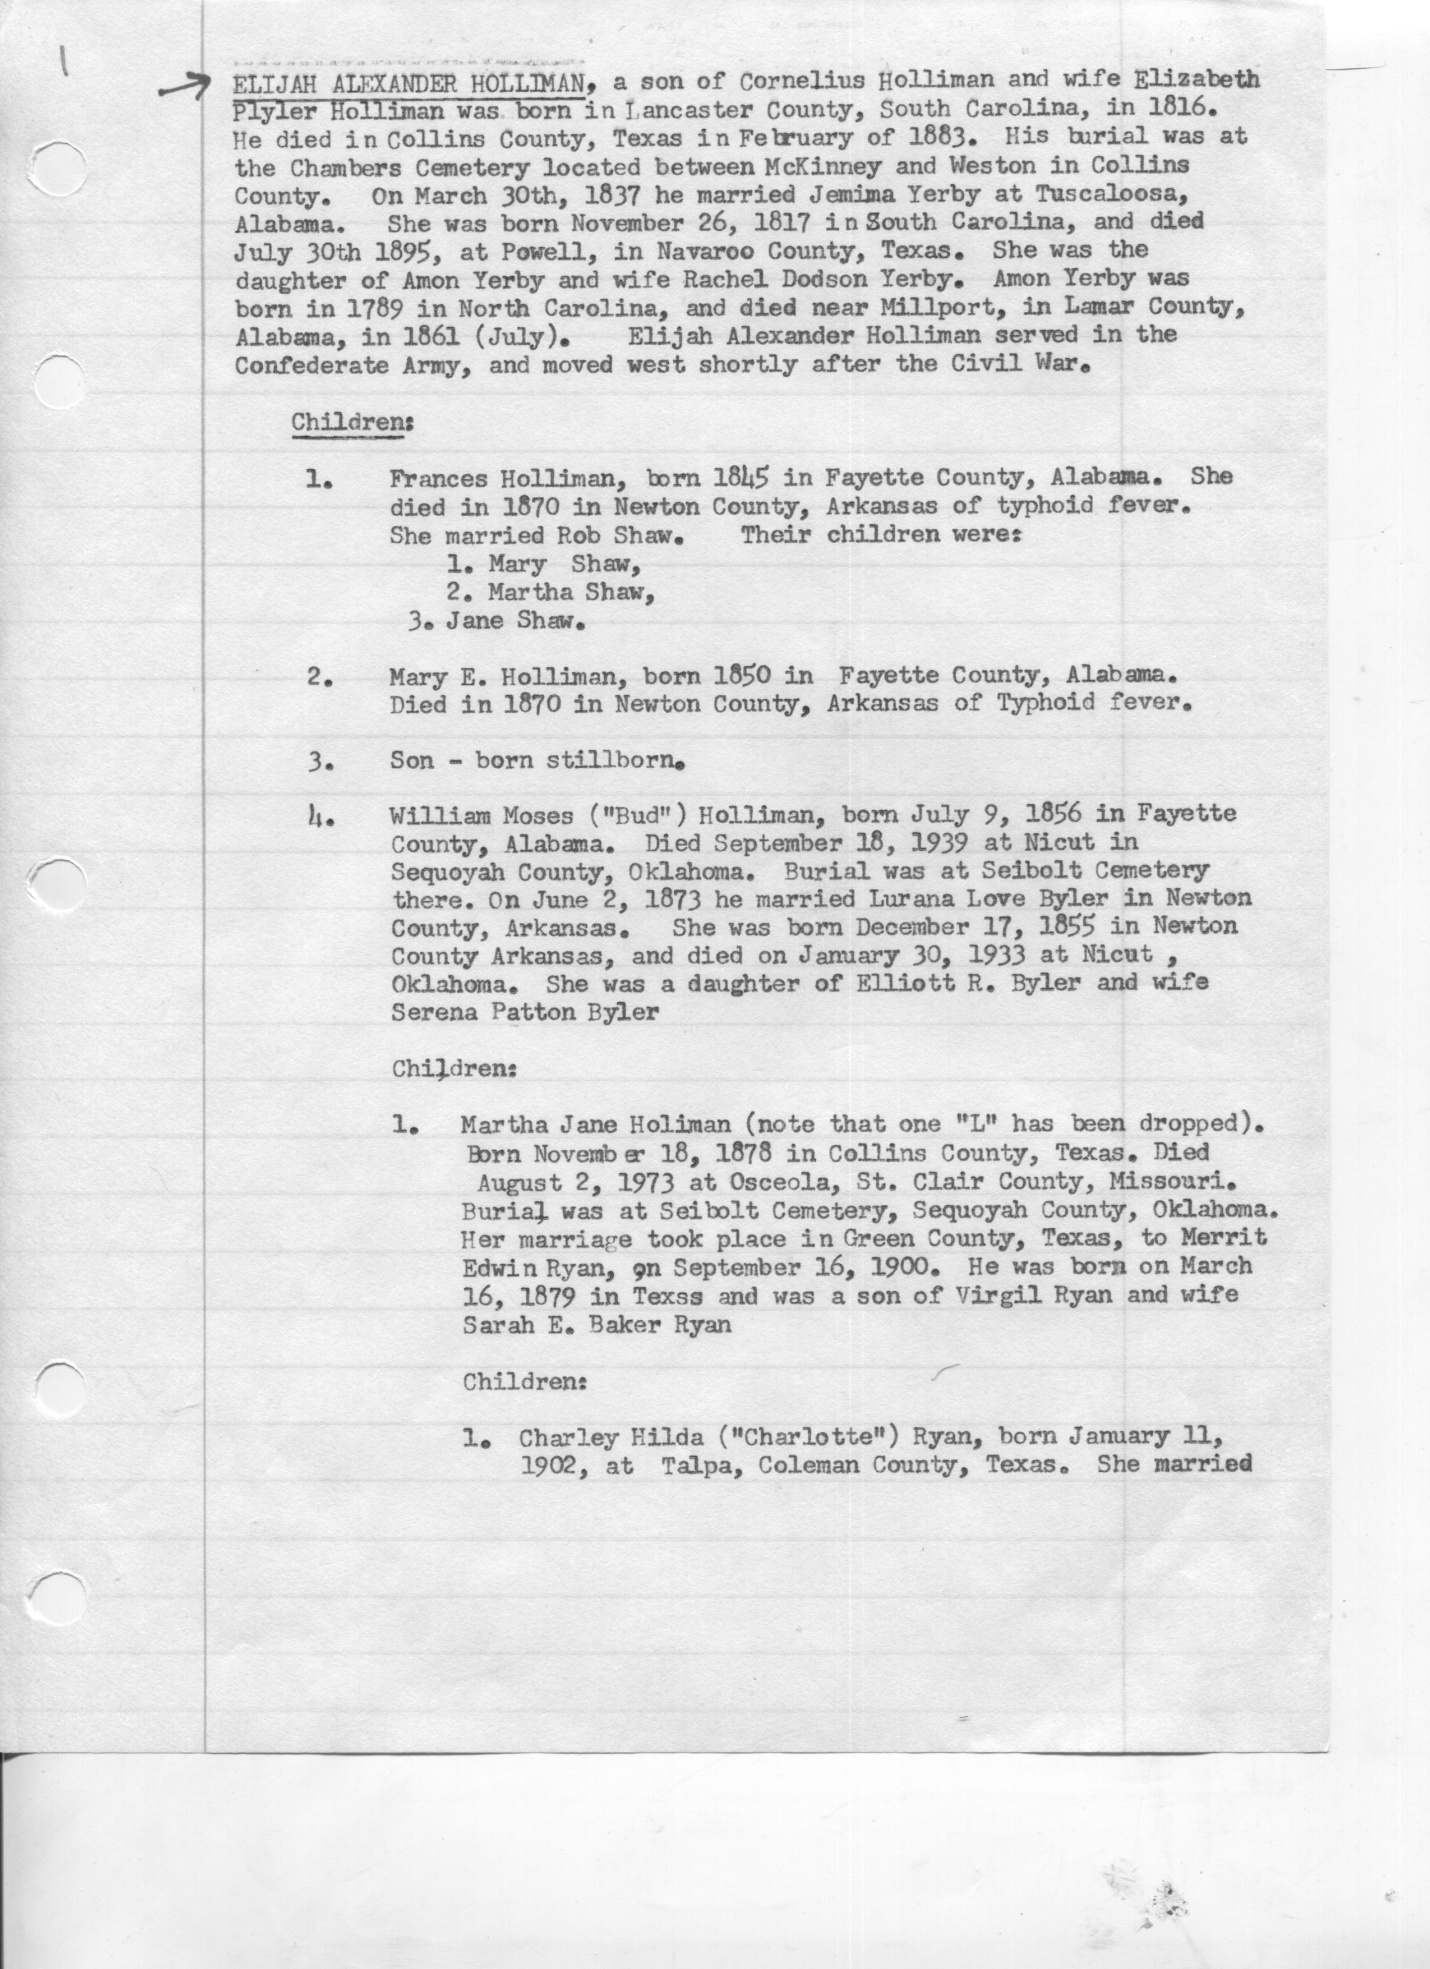 1
ELIJAH ALEXANDER HOLLIMAN, a son of Cornelius Holliman and wife Elizabeth
Plyler Holliman was born in Lancaster County, South Carolina, in 1816.
He died in Collins County, Texas in February of 1883. His burial was at
the Chambers Cemetery located between McKinney and Weston in Collins
County. On March 30th, 1837 he married Jemima Yerby at Tuscaloosa,
Alabama. She was born November 26, 1817 in South Carolina, and died
July 30th 1895, at Powell, in Navaroo County, Texas. She was the
daughter of Amon Yerby and wife Rachel Dodson Yerby. Amon Yerby was
born in 1789 in North Carolina, and died near Millport, in Lamar County,
Alabama, in 1861 (July). Elijah Alexander Holliman served in the
Confederate Army, and moved west shortly after the Civil War.
Children:
1. Frances Holliman, born 1845 in Fayette County, Alabama. She
died in 1870 in Newton County, Arkansas of typhoid fever.
She married Rob Shaw. Their children were:
1. Mary Shaw,
2. Martha Shaw,
3. Jane Shaw.
2. Mary E. Holliman, born 1850 in Fayette County, Alabama.
Died in 1870 in Newton County, Arkansas of Typhoid fever.
3. Son - born stillborn.
4. William Moses ("Bud") Holliman, born July 9, 1856 in Fayette
County, Alabama. Died September 18, 1939 at Nicut in
Sequoyah County, Oklahoma. Burial was at Seibolt Cemetery
there. On June 2, 1873 he married Lurana Love Byler in Newton
County, Arkansas. She was born December 17, 1855 in Newton
County Arkansas, and died on January 30, 1933 at Nicut ,
Oklahoma. She was a daughter of Elliott R. Byler and wife
Serena Patton Byler
Children:
1. Martha Jane Holiman (note that one "L" has been dropped).
Born November 18, 1878 in Collins County, Texas. Died
August 2, 1973 at Osceola, St. Clair County, Missouri.
Burial was at Seibolt Cemetery, Sequoyah County, Oklahoma.
Her marriage took place in Green County, Texas, to Merrit
Edwin Ryan, on September 16, 1900. He was born on March
16, 1879 in Texss and was a son of Virgil Ryan and wife
Sarah E. Baker Ryan
Children:
1. Charley Hilda ("Charlotte") Ryan, born January 11,
1902, at Talpa, Coleman County, Texas. She married